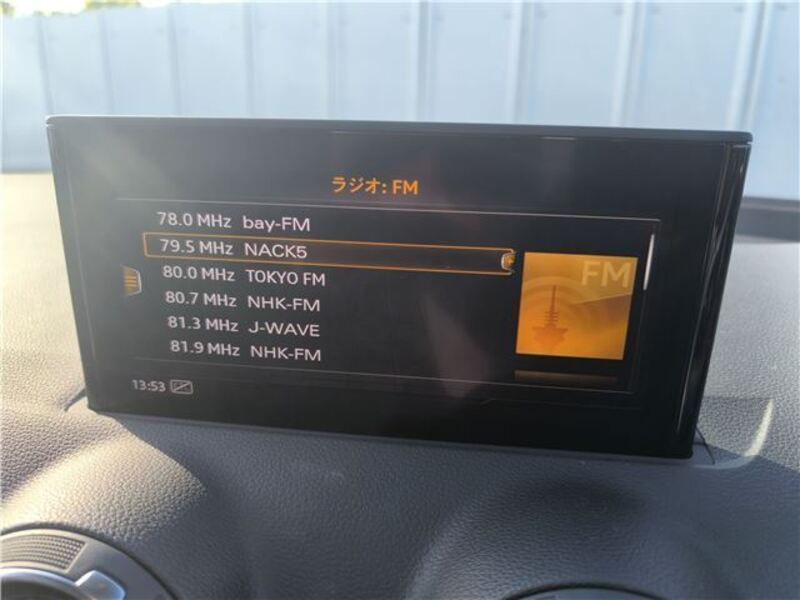 ラジオ: FM
78.0 MHz bay-FM
79.5 MHz NACK5
80.0 MHz TOKYO FM
80.7 MHz NHK-FM
81.3 MHz J-WAVE
81.9 MHz NHK-FM
FM
13:53